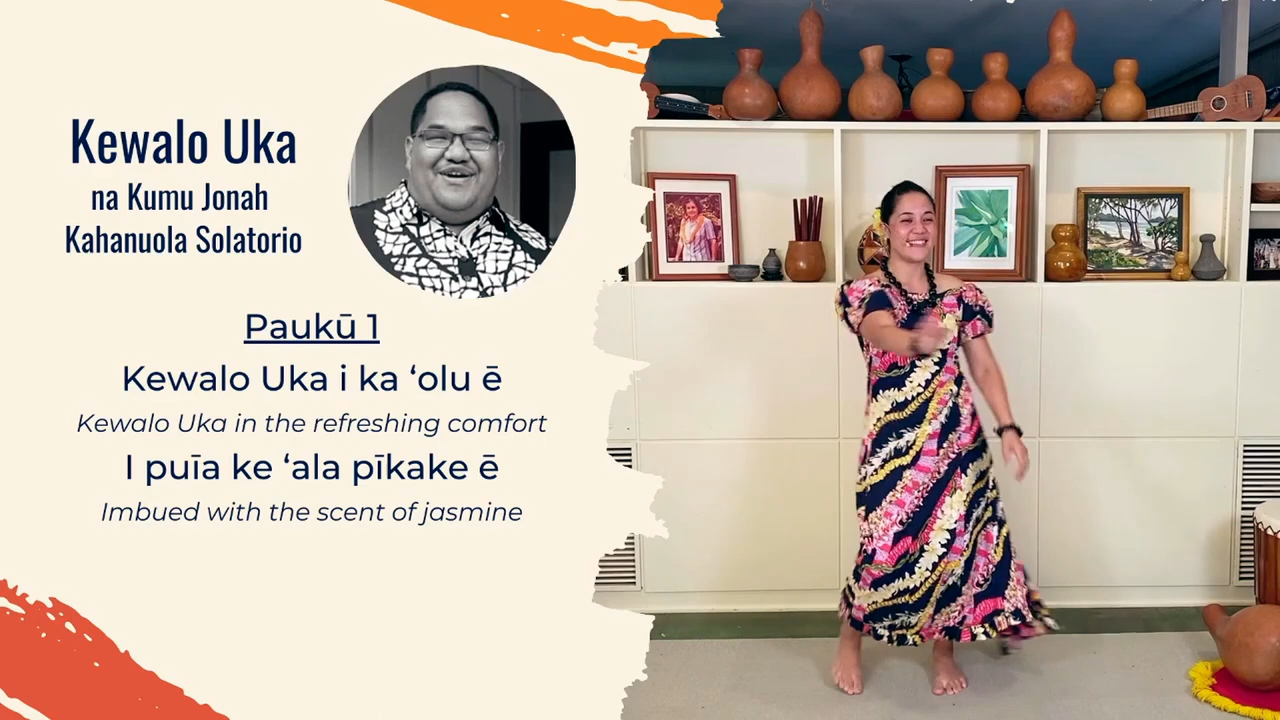 Kewalo Uka
na Kumu Jonah
Kahanuola Solatorio
Paukū 1
Kewalo Uka i ka ʻolu ē
Kewalo Uka in the refreshing comfort
I puīa ke ʻala pīkake ē
Imbued with the scent of jasmine